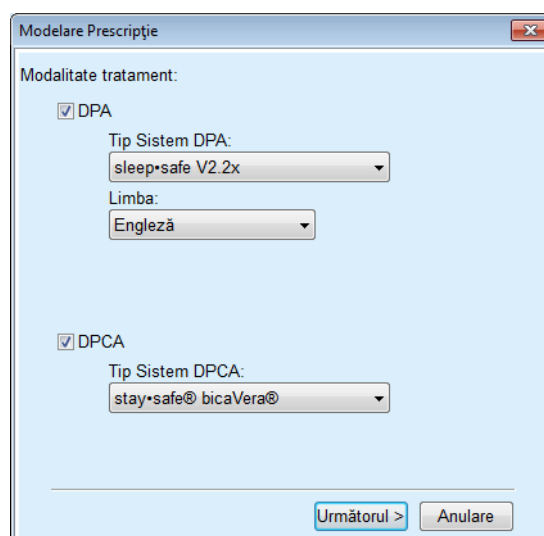 Modelare Prescripţie
Modalitate tratament:
DPA
Tip Sistem DPA:
sleep•safe V2.2x
Limba:
Engleză
DPCA
Tip Sistem DPCA:
stay•safe® bicaVera®
Următorul > Anulare